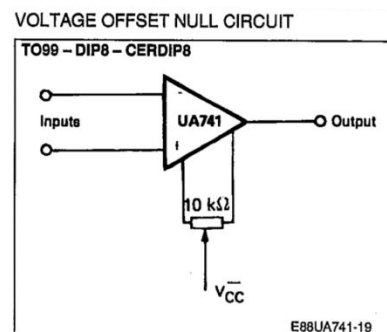 VOLTAGE OFFSET NULL CIRCUIT
TO99 – DIP8 – CERDIP8
-
Inputs
UA741
Output
+
10 kΩ
V̅CC
E88UA741-19